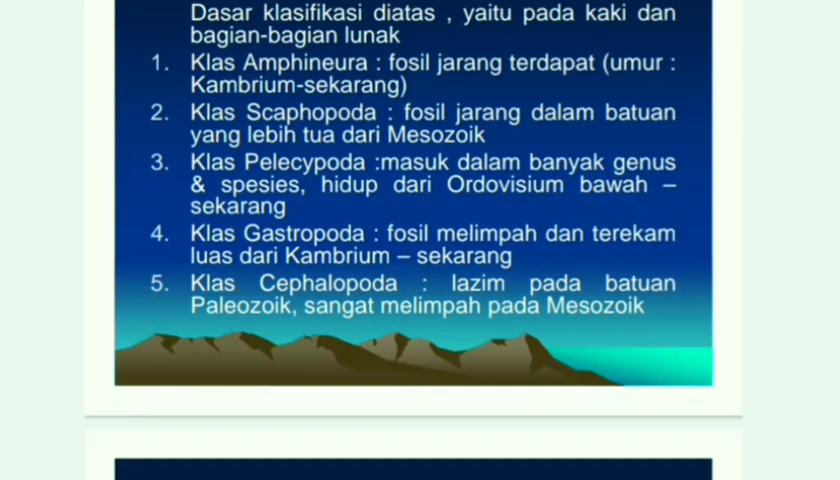 Dasar klasifikasi diatas , yaitu pada kaki dan
bagian-bagian lunak
1. Klas Amphineura : fosil jarang terdapat (umur :
Kambrium-sekarang)
2. Klas Scaphopoda : fosil jarang dalam batuan
yang lebih tua dari Mesozoik
3. Klas Pelecypoda :masuk dalam banyak genus
& spesies, hidup dari Ordovisium bawah –
sekarang
4. Klas Gastropoda : fosil melimpah dan terekam
luas dari Kambrium – sekarang
5. Klas Cephalopoda : lazim pada batuan
Paleozoik, sangat melimpah pada Mesozoik